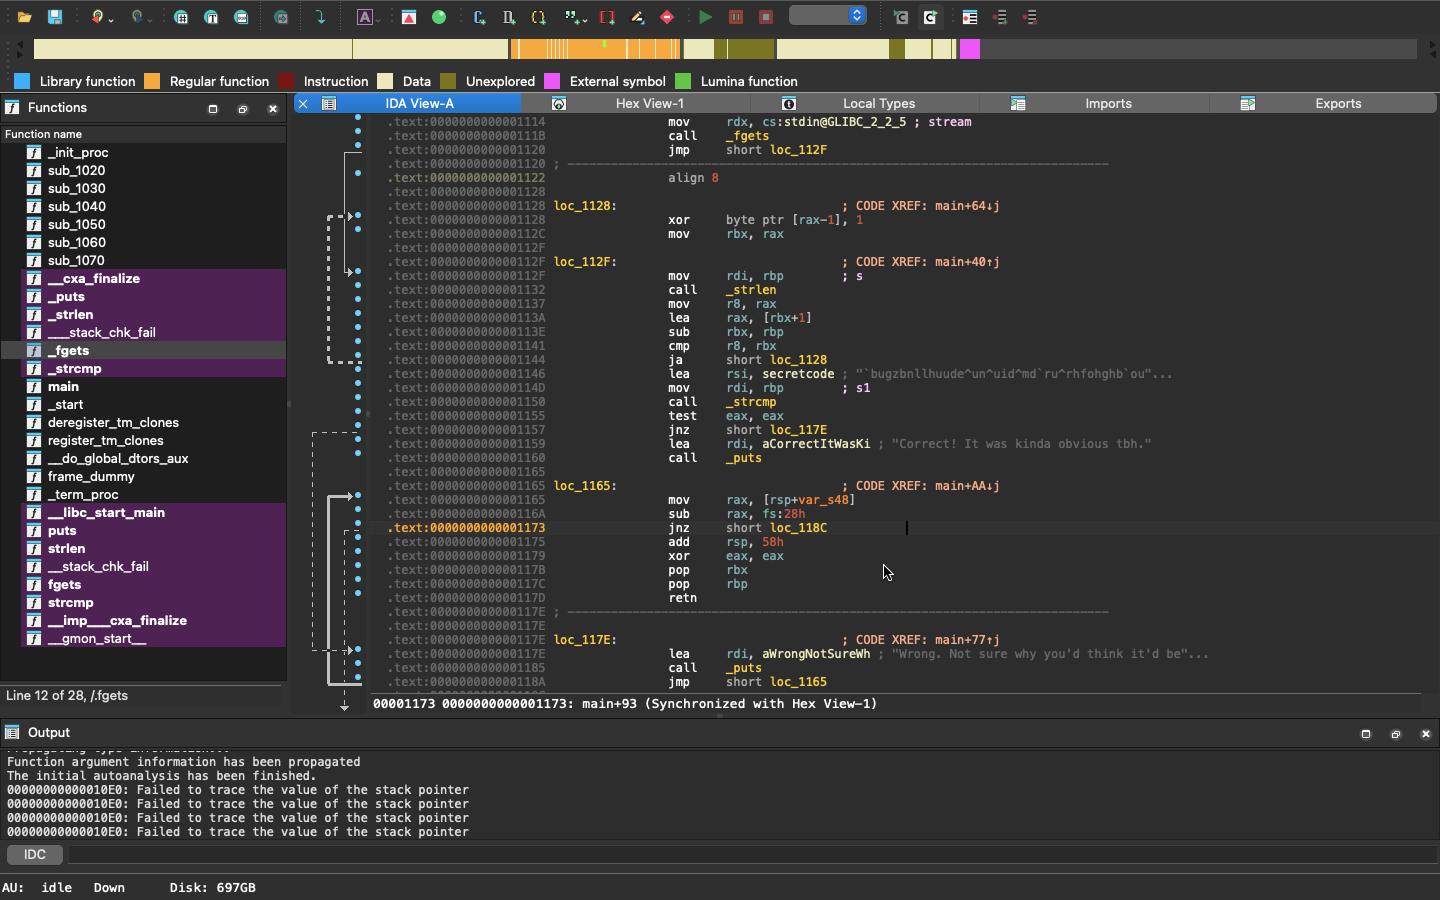 Library function Regular function Instruction Data Unexplored External symbol Lumina function
Functions
Function name
_init_proc
sub_1020
sub_1030
sub_1040
sub_1050
sub_1060
sub_1070
__cxa_finalize
_puts
_strlen
___stack_chk_fail
_fgets
_strcmp
main
_start
deregister_tm_clones
register_tm_clones
__do_global_dtors_aux
frame_dummy
_term_proc
__libc_start_main
puts
strlen
__stack_chk_fail
fgets
strcmp
__imp___cxa_finalize
__gmon_start__
Line 12 of 28, /.fgets
IDA View-A Hex View-1 Local Types Imports Exports
.text:0000000000001114 mov rdx, cs:stdin@GLIBC_2_2_5 ; stream
.text:000000000000111B call _fgets
.text:0000000000001120 jmp short loc_112F
.text:0000000000001120 ; ---------------------------------------------------------------------------
.text:0000000000001122 align 8
.text:0000000000001128
.text:0000000000001128 loc_1128: ; CODE XREF: main+64↓j
.text:0000000000001128 xor byte ptr [rax-1], 1
.text:000000000000112C mov rbx, rax
.text:000000000000112F
.text:000000000000112F loc_112F: ; CODE XREF: main+40↑j
.text:000000000000112F mov rdi, rbp ; s
.text:0000000000001132 call _strlen
.text:0000000000001137 mov r8, rax
.text:000000000000113A lea rax, [rbx+1]
.text:000000000000113E sub rbx, rbp
.text:0000000000001141 cmp r8, rbx
.text:0000000000001144 ja short loc_1128
.text:0000000000001146 lea rsi, secretcode ; "`bugzbnllhuude^un^uid^md`ru^rhfohghb`ou"...
.text:000000000000114D mov rdi, rbp ; s1
.text:0000000000001150 call _strcmp
.text:0000000000001155 test eax, eax
.text:0000000000001157 jnz short loc_117E
.text:0000000000001159 lea rdi, aCorrectItWasKi ; "Correct! It was kinda obvious tbh."
.text:0000000000001160 call _puts
.text:0000000000001165
.text:0000000000001165 loc_1165: ; CODE XREF: main+AA↓j
.text:0000000000001165 mov rax, [rsp+var_s48]
.text:000000000000116A sub rax, fs:28h
.text:0000000000001173 jnz short loc_118C
.text:0000000000001175 add rsp, 58h
.text:0000000000001179 xor eax, eax
.text:000000000000117B pop rbx
.text:000000000000117C pop rbp
.text:000000000000117D retn
.text:000000000000117E ; ---------------------------------------------------------------------------
.text:000000000000117E
.text:000000000000117E loc_117E: ; CODE XREF: main+77↑j
.text:000000000000117E lea rdi, aWrongNotSureWh ; "Wrong. Not sure why you'd think it'd be"...
.text:0000000000001185 call _puts
.text:000000000000118A jmp short loc_1165
00001173 0000000000001173: main+93 (Synchronized with Hex View-1)
Output
Function argument information has been propagated
The initial autoanalysis has been finished.
00000000000010E0: Failed to trace the value of the stack pointer
00000000000010E0: Failed to trace the value of the stack pointer
00000000000010E0: Failed to trace the value of the stack pointer
00000000000010E0: Failed to trace the value of the stack pointer
IDC
AU: idle Down Disk: 697GB